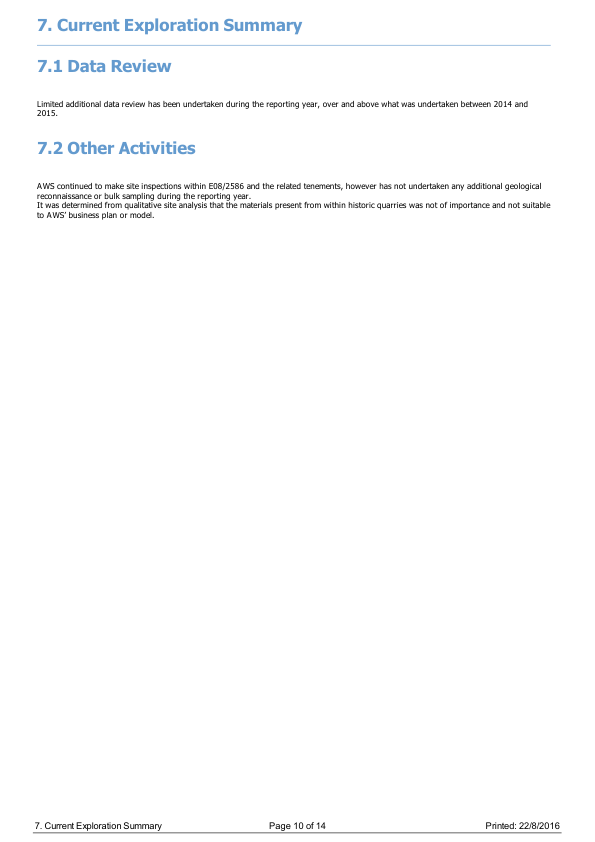 7. Current Exploration Summary
7.1 Data Review
Limited additional data review has been undertaken during the reporting year, over and above what was undertaken between 2014 and
2015.
7.2 Other Activities
AWS continued to make site inspections within E08/2586 and the related tenements, however has not undertaken any additional geological
reconnaissance or bulk sampling during the reporting year.
It was determined from qualitative site analysis that the materials present from within historic quarries was not of importance and not suitable
to AWS’ business plan or model.
7. Current Exploration Summary Page 10 of 14 Printed: 22/8/2016